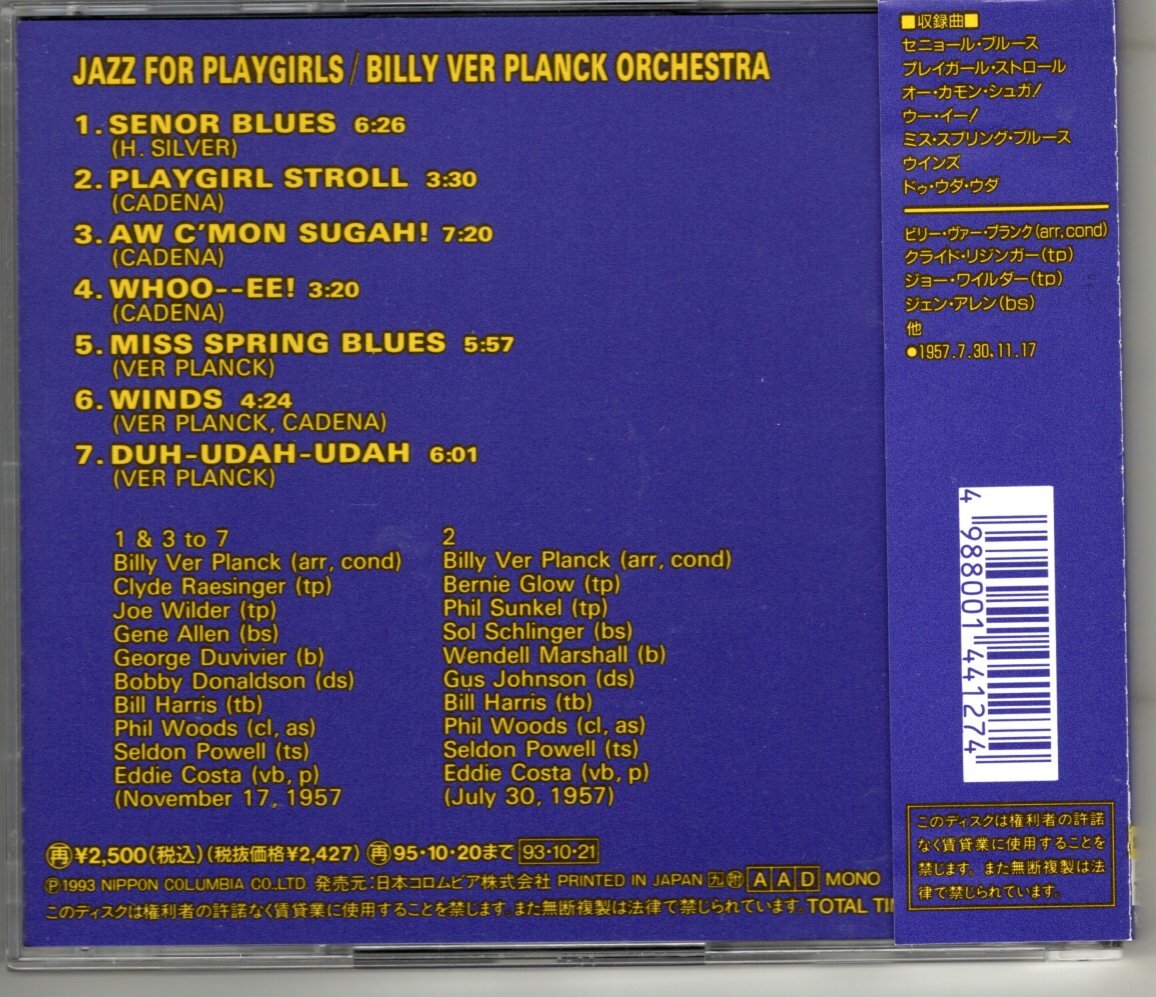 JAZZ FOR PLAYGIRLS / BILLY VER PLANCK ORCHESTRA
1. SENOR BLUES 6:26
(H. SILVER)
2. PLAYGIRL STROLL 3:30
(CADENA)
3. AW C'MON SUGAH! 7:20
(CADENA)
4. WHOO--EE! 3:20
(CADENA)
5. MISS SPRING BLUES 5:57
(VER PLANCK)
6. WINDS 4:24
(VER PLANCK, CADENA)
7. DUH-UDAH-UDAH 6:01
(VER PLANCK)
1 & 3 to 7
Billy Ver Planck (arr, cond)
Clyde Raesinger (tp)
Joe Wilder (tp)
Gene Allen (bs)
George Duvivier (b)
Bobby Donaldson (ds)
Bill Harris (tb)
Phil Woods (cl, as)
Seldon Powell (ts)
Eddie Costa (vb, p)
(November 17, 1957
2
Billy Ver Planck (arr, cond)
Bernie Glow (tp)
Phil Sunkel (tp)
Sol Schlinger (bs)
Wendell Marshall (b)
Gus Johnson (ds)
Bill Harris (tb)
Phil Woods (cl, as)
Seldon Powell (ts)
Eddie Costa (vb, p)
(July 30, 1957)
再 ¥2,500(税込)(税抜価格¥2,427) 再 95・10・20まで 93・10・21
Ⓟ1993 NIPPON COLUMBIA CO.,LTD. 発売元:日本コロムビア株式会社 PRINTED IN JAPAN A A D MONO
このディスクは権利者の許諾なく賃貸業に使用することを禁じます。また無断複製は法律で禁じられています。TOTAL TI
■収録曲■
セニョール・ブルース
プレイガール・ストロール
オー・カモン・シュガ!
ウー・イー!
ミス・スプリング・ブルース
ウインズ
ドゥ・ウダ・ウダ
ビリー・ヴァー・プランク(arr, cond)
クライド・リジンガー(tp)
ジョー・ワイルダー(tp)
ジェン・アレン(bs)
他
●1957.7.30、11.17
4 988001 441274
このディスクは権利者の許諾
なく賃貸業に使用することを
禁じます。また無断複製は法
律で禁じられています。